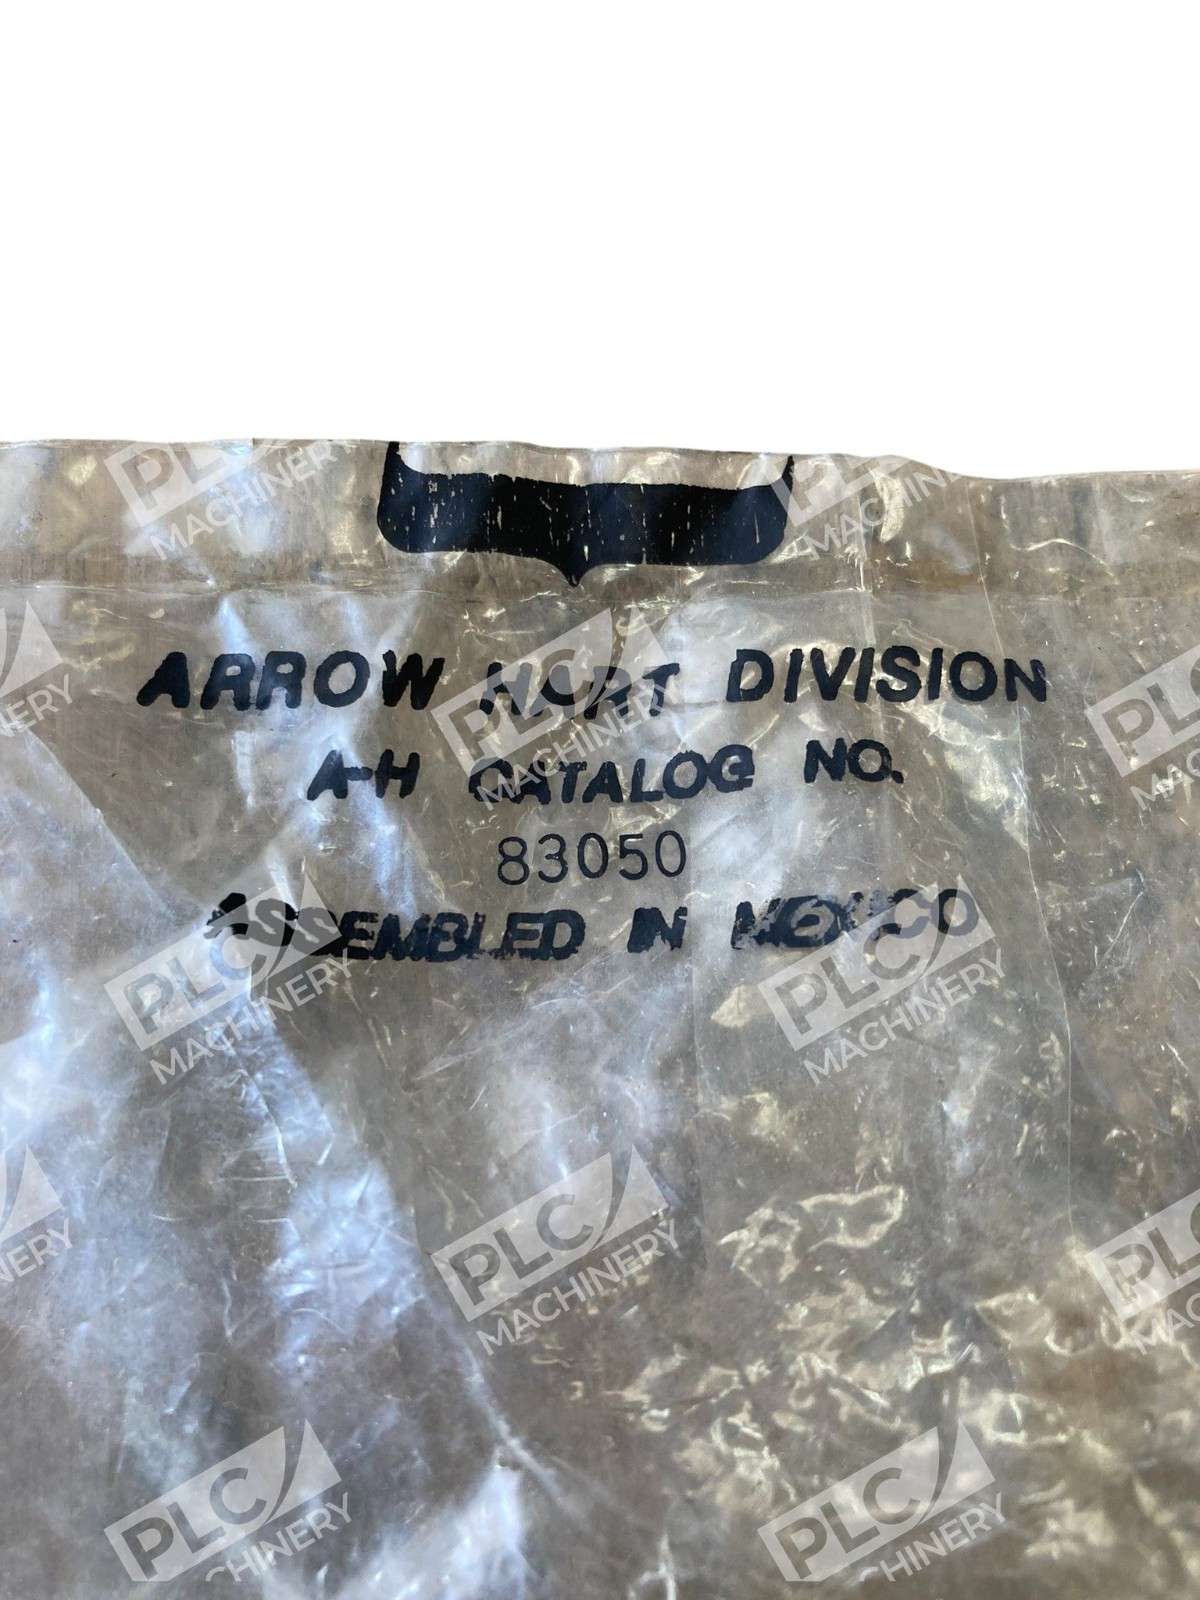 ARROW HART DIVISION
A-H CATALOG NO.
83050
ASSEMBLED IN MEXICO
PLC MACHINERY